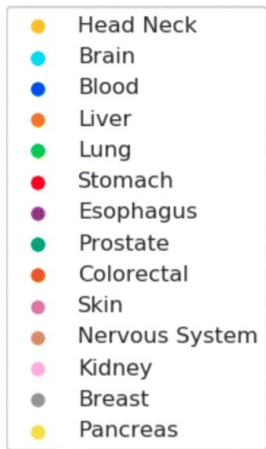 Head Neck
Brain
Blood
Liver
Lung
Stomach
Esophagus
Prostate
Colorectal
Skin
Nervous System
Kidney
Breast
Pancreas